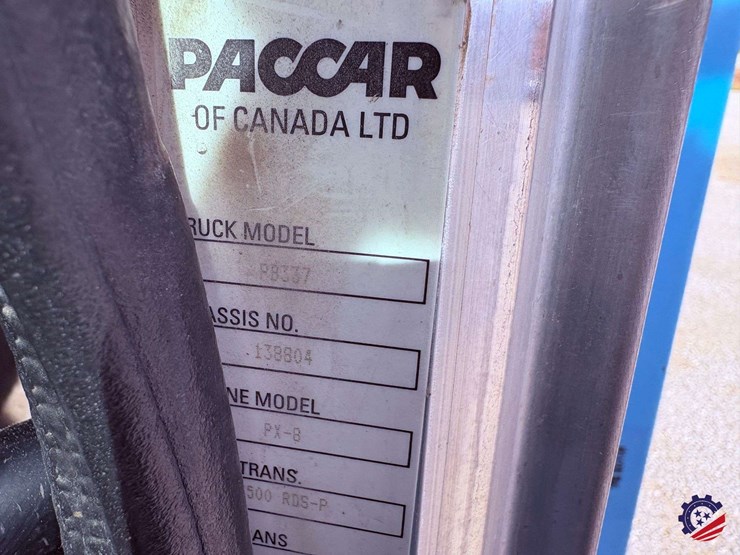 PACCAR
OF CANADA LTD
RUCK MODEL
PB337
ASSIS NO.
138804
NE MODEL
PX-8
TRANS.
500 RDS-P
ANS